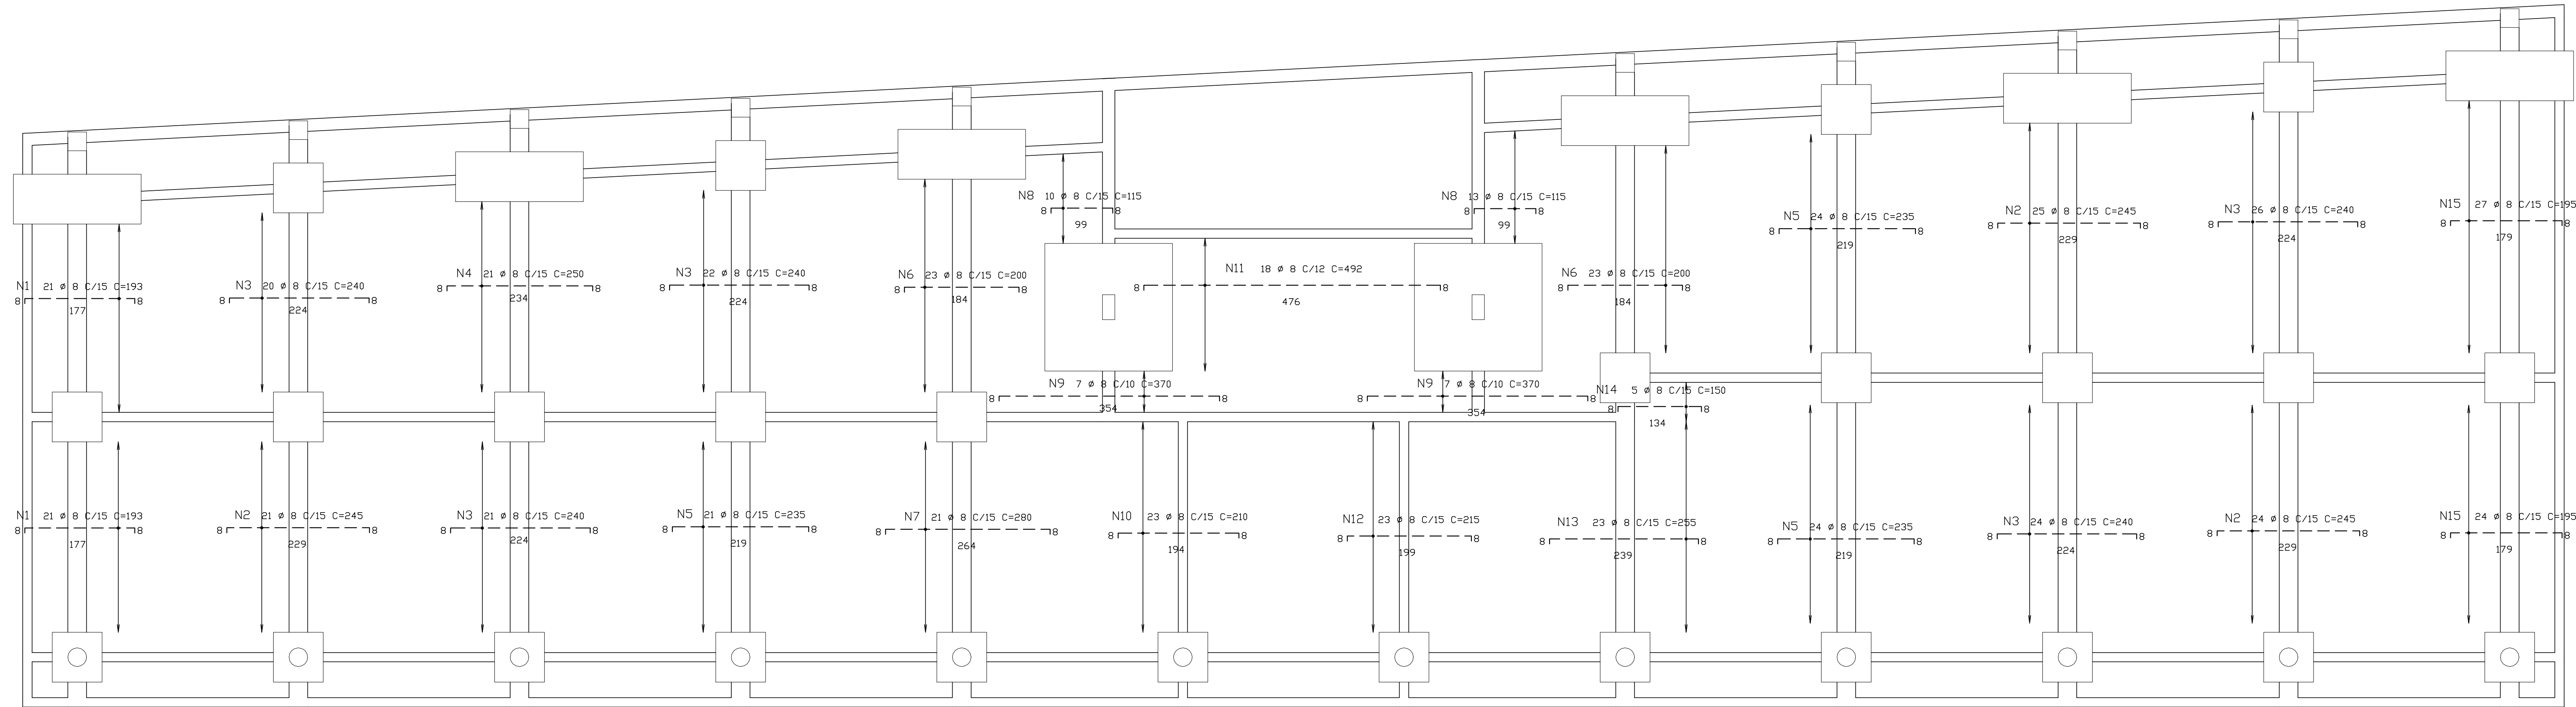 N8 10 ø 8 C/15 C=115
8 8
99
N8 13 ø 8 C/15 C=115
8 8
99
N5 24 ø 8 C/15 C=235
8 8
219
N2 25 ø 8 C/15 C=245
8 8
229
N3 26 ø 8 C/15 C=240
8 8
224
N15 27 ø 8 C/15 C=195
8 8
179
N1 21 ø 8 C/15 C=193
8 8
177
N3 20 ø 8 C/15 C=240
8 8
224
N4 21 ø 8 C/15 C=250
8 8
234
N3 22 ø 8 C/15 C=240
8 8
224
N6 23 ø 8 C/15 C=200
8 8
184
N11 18 ø 8 C/12 C=492
8 8
476
N6 23 ø 8 C/15 C=200
8 8
184
N9 7 ø 8 C/10 C=370
8 8
354
N9 7 ø 8 C/10 C=370
8 8
354
N14 5 ø 8 C/15 C=150
8 8
134
N1 21 ø 8 C/15 C=193
8 8
177
N2 21 ø 8 C/15 C=245
8 8
229
N3 21 ø 8 C/15 C=240
8 8
224
N5 21 ø 8 C/15 C=235
8 8
219
N7 21 ø 8 C/15 C=280
8 8
264
N10 23 ø 8 C/15 C=210
8 8
194
N12 23 ø 8 C/15 C=215
8 8
199
N13 23 ø 8 C/15 C=255
8 8
239
N5 24 ø 8 C/15 C=235
8 8
219
N3 24 ø 8 C/15 C=240
8 8
224
N2 24 ø 8 C/15 C=245
8 8
229
N15 24 ø 8 C/15 C=195
8 8
179